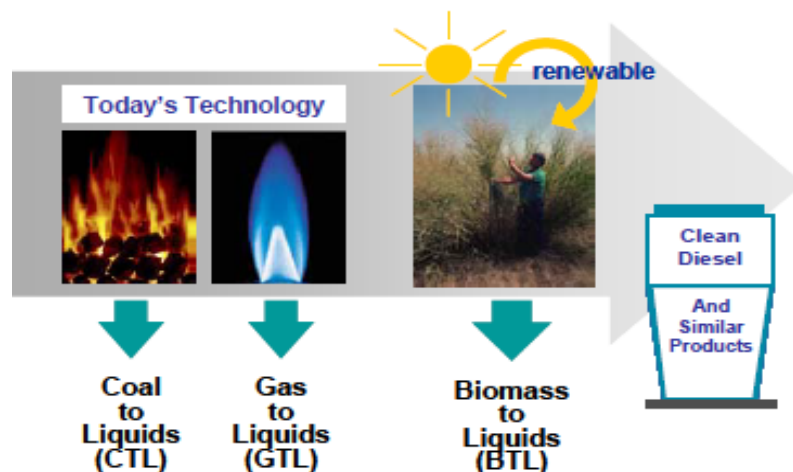 Today's Technology
renewable
Coal
to
Liquids
(CTL)
Gas
to
Liquids
(GTL)
Biomass
to
Liquids
(BTL)
Clean
Diesel
And
Similar
Products